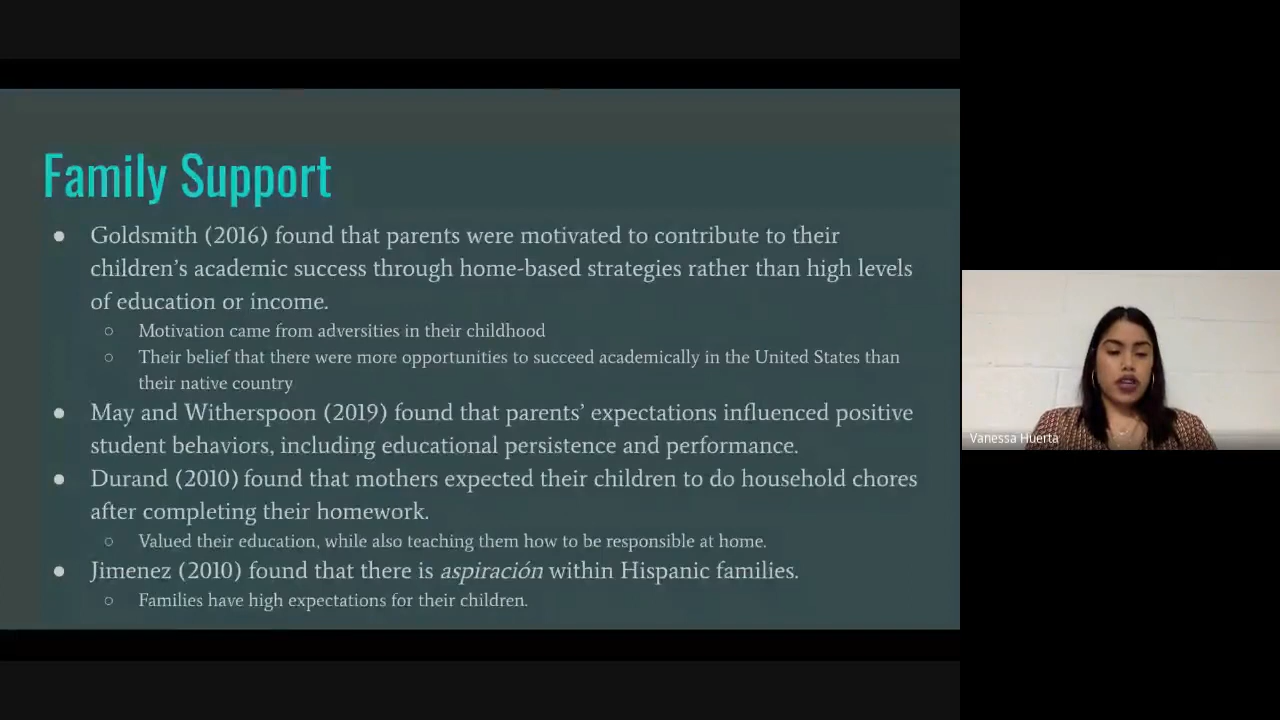 Family Support
● Goldsmith (2016) found that parents were motivated to contribute to their
children’s academic success through home-based strategies rather than high levels
of education or income.
○ Motivation came from adversities in their childhood
○ Their belief that there were more opportunities to succeed academically in the United States than
their native country
● May and Witherspoon (2019) found that parents’ expectations influenced positive
student behaviors, including educational persistence and performance.
● Durand (2010) found that mothers expected their children to do household chores
after completing their homework.
○ Valued their education, while also teaching them how to be responsible at home.
● Jimenez (2010) found that there is aspiración within Hispanic families.
○ Families have high expectations for their children.
Vanessa Huerta